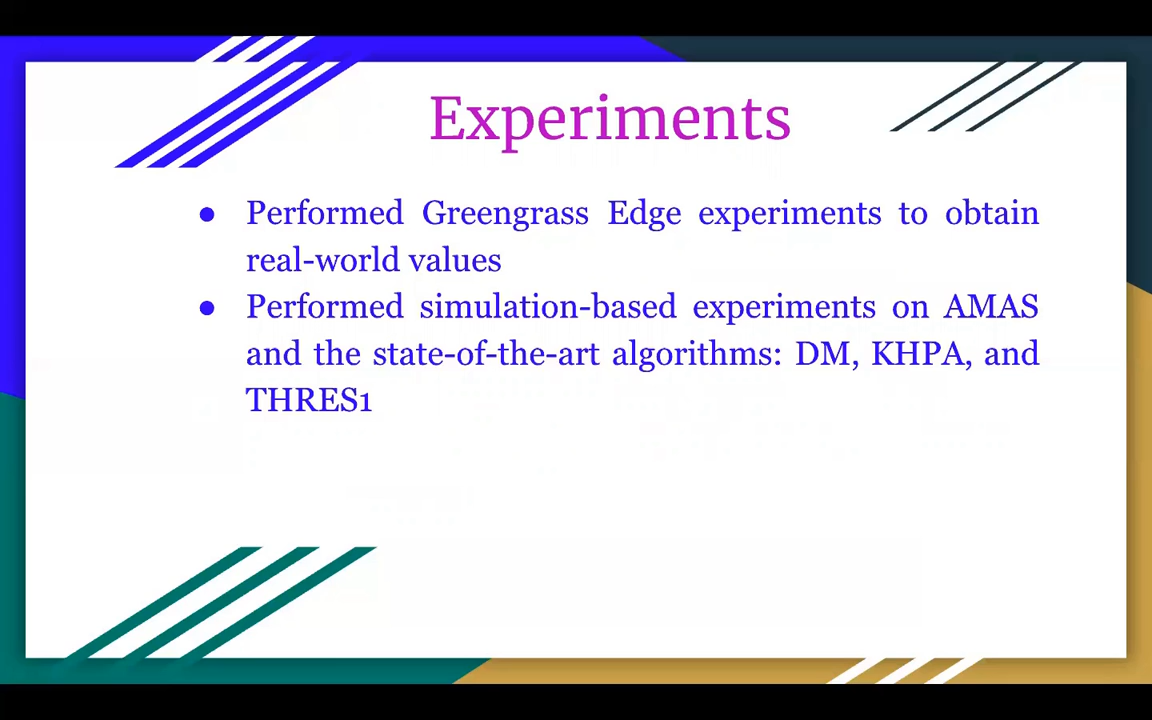 Experiments
● Performed Greengrass Edge experiments to obtain
real-world values
● Performed simulation-based experiments on AMAS
and the state-of-the-art algorithms: DM, KHPA, and
THRES1